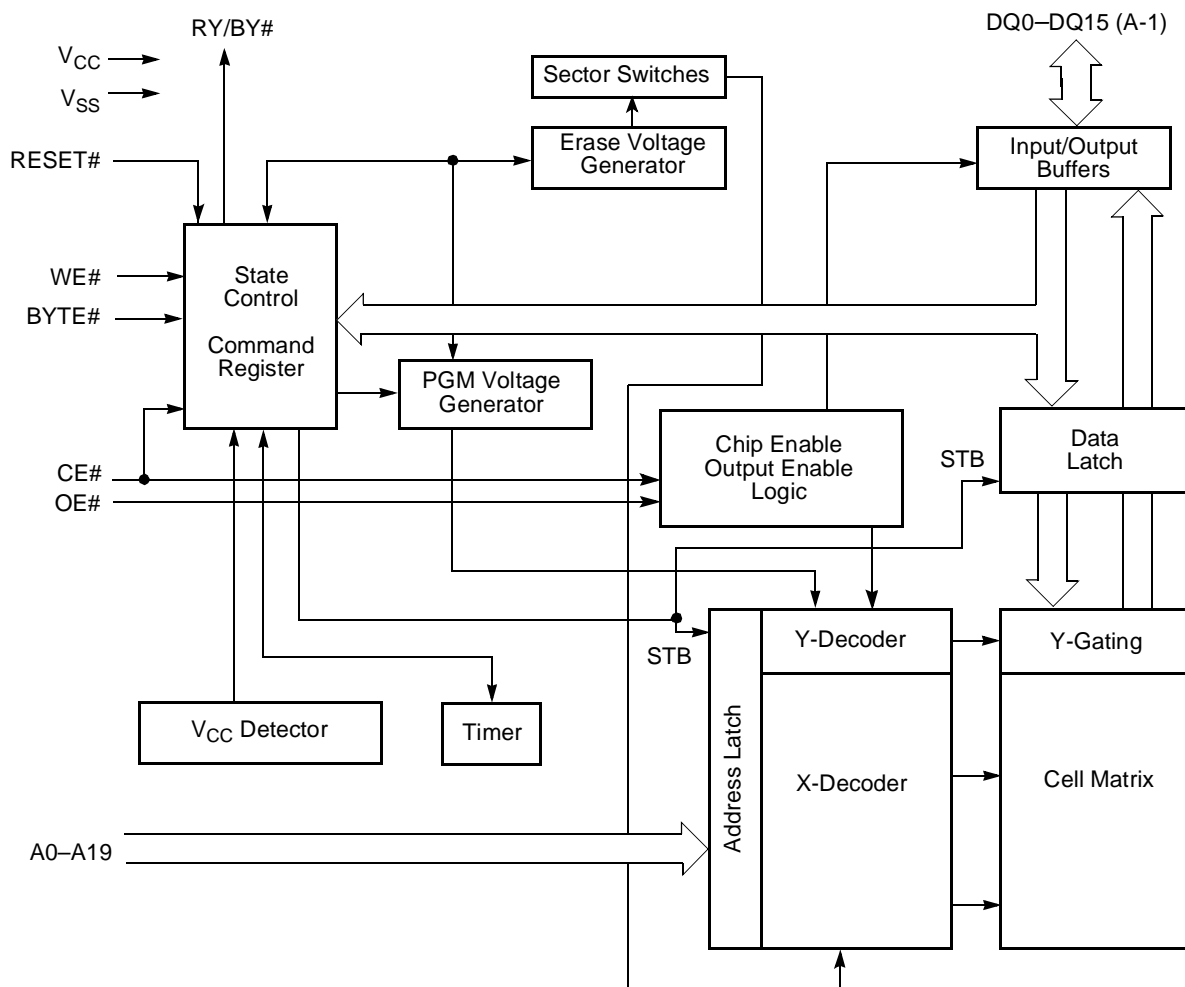 RY/BY#
DQ0–DQ15 (A-1)
VCC
VSS
Sector Switches
RESET#
Erase Voltage
Generator
Input/Output
Buffers
WE#
BYTE#
State
Control
Command
Register
PGM Voltage
Generator
Chip Enable
Output Enable
Logic
Data
Latch
STB
CE#
OE#
STB
Y-Decoder
Y-Gating
VCC Detector
Timer
Address Latch
X-Decoder
Cell Matrix
A0–A19